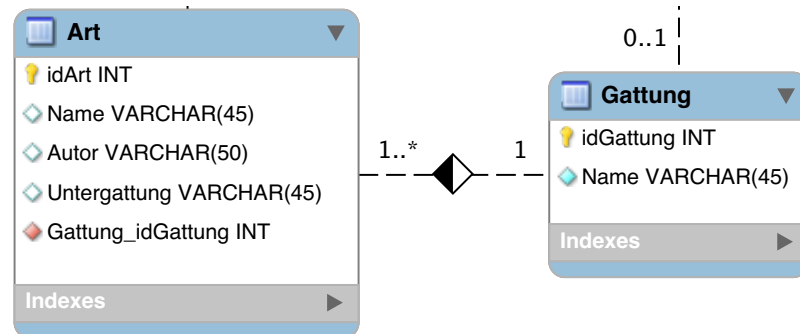 Art
idArt INT
Name VARCHAR(45)
Autor VARCHAR(50)
Untergattung VARCHAR(45)
Gattung_idGattung INT
Indexes
1..*
1
0..1
Gattung
idGattung INT
Name VARCHAR(45)
Indexes